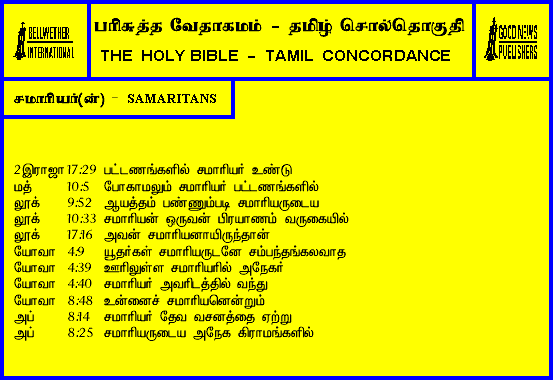 BELLWETHER
INTERNATIONAL
பரிசுத்த வேதாகமம் - தமிழ் சொல்தொகுதி
THE HOLY BIBLE - TAMIL CONCORDANCE
GOOD NEWS
PUBLISHERS
சமாரியர்(ன்) - SAMARITANS
2இராஜா 17:29 பட்டணங்களில் சமாரியர் உண்டு
மத் 10:5 போகாமலும் சமாரியர் பட்டணங்களில்
லூக் 9:52 ஆயத்தம் பண்ணும்படி சமாரியருடைய
லூக் 10:33 சமாரியன் ஒருவன் பிரயாணம் வருகையில்
லூக் 17:16 அவன் சமாரியனாயிருந்தான்
யோவா 4:9 யூதர்கள் சமாரியருடனே சம்பந்தங்கலவாத
யோவா 4:39 ஊரிலுள்ள சமாரியரில் அநேகர்
யோவா 4:40 சமாரியர் அவரிடத்தில் வந்து
யோவா 8:48 உன்னைச் சமாரியனென்றும்
அப் 8:14 சமாரியர் தேவ வசனத்தை ஏற்று
அப் 8:25 சமாரியருடைய அநேக கிராமங்களில்